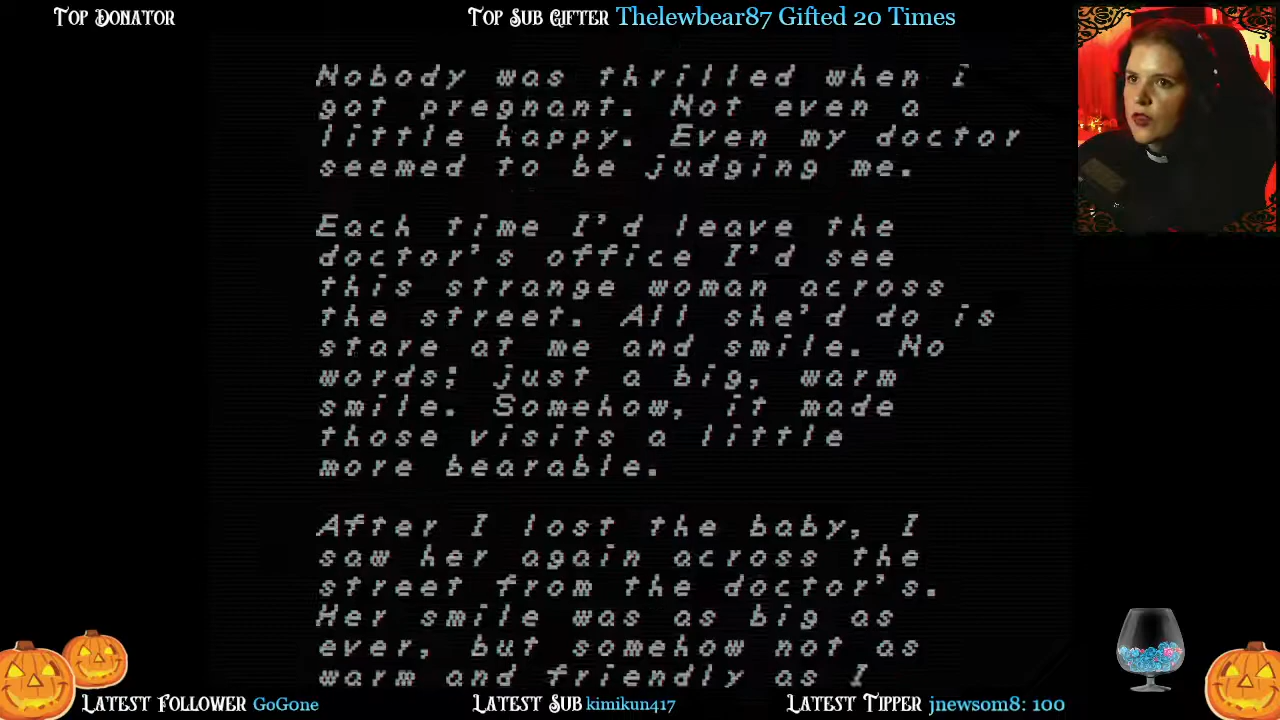 Top Donator
Top Sub Gifter Thelewbear87 Gifted 20 Times
Nobody was thrilled when I
got pregnant. Not even a
little happy. Even my doctor
seemed to be judging me.
Each time I'd leave the
doctor's office I'd see
this strange woman across
the street. All she'd do is
stare at me and smile. No
words; just a big, warm
smile. Somehow, it made
those visits a little
more bearable.
After I lost the baby, I
saw her again across the
street from the doctor's.
Her smile was as big as
ever, but somehow not as
warm and friendly as I
Latest Follower GoGone
Latest Sub kimikun417
Latest Tipper jnewsom8: 100